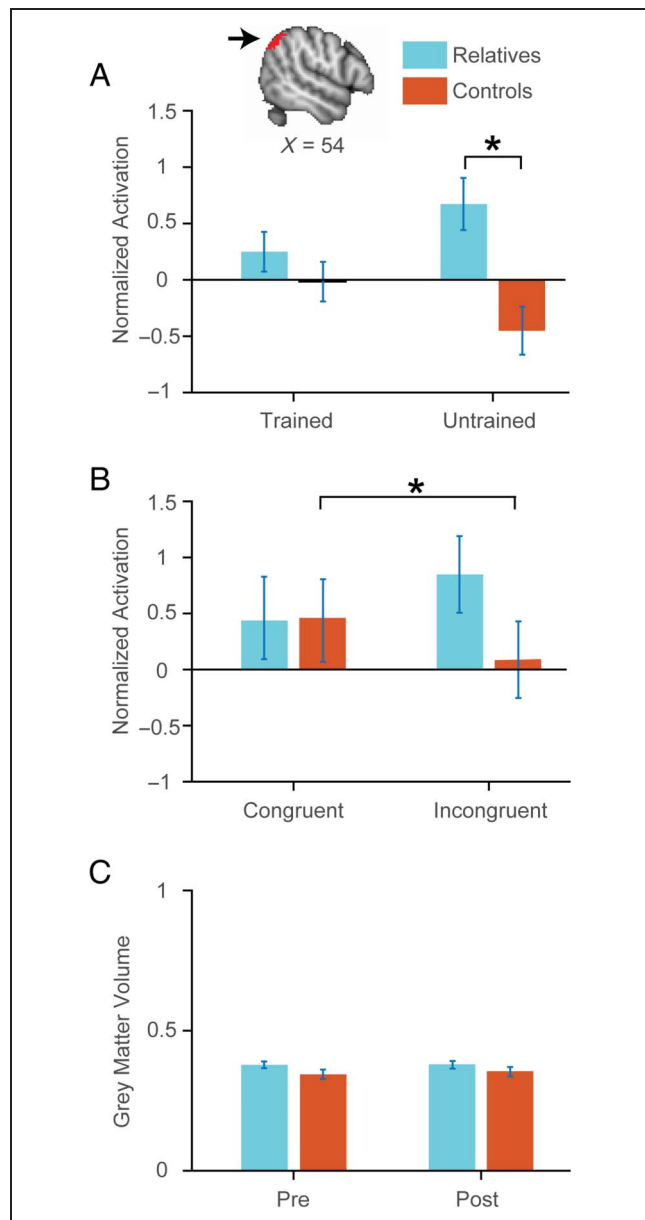 Relatives
Controls
X = 54
A
Normalized Activation
1.5
1
0.5
0
−0.5
−1
*
Trained
Untrained
B
Normalized Activation
1.5
1
0.5
0
−0.5
−1
*
Congruent
Incongruent
C
Grey Matter Volume
1
0.5
0
Pre
Post